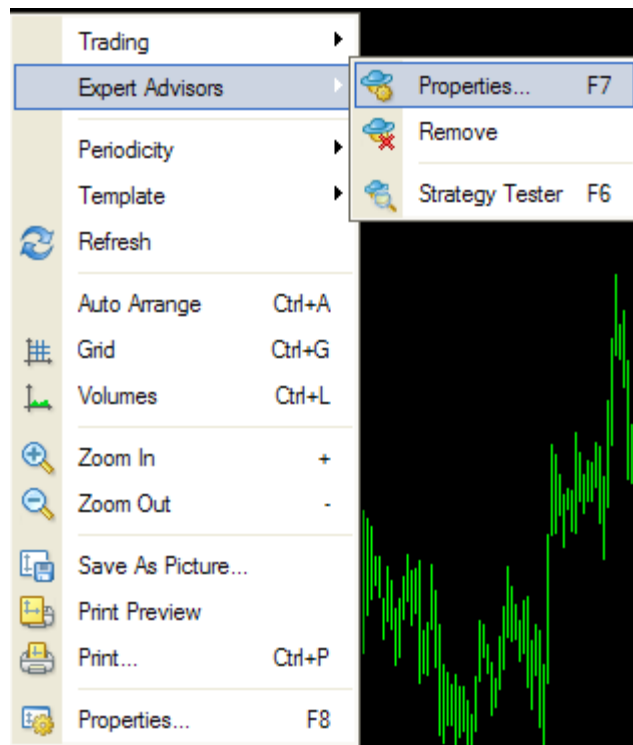 Trading
Expert Advisors
Properties... F7
Remove
Strategy Tester F6
Periodicity
Template
Refresh
Auto Arrange Ctrl+A
Grid Ctrl+G
Volumes Ctrl+L
Zoom In +
Zoom Out -
Save As Picture...
Print Preview
Print... Ctrl+P
Properties... F8